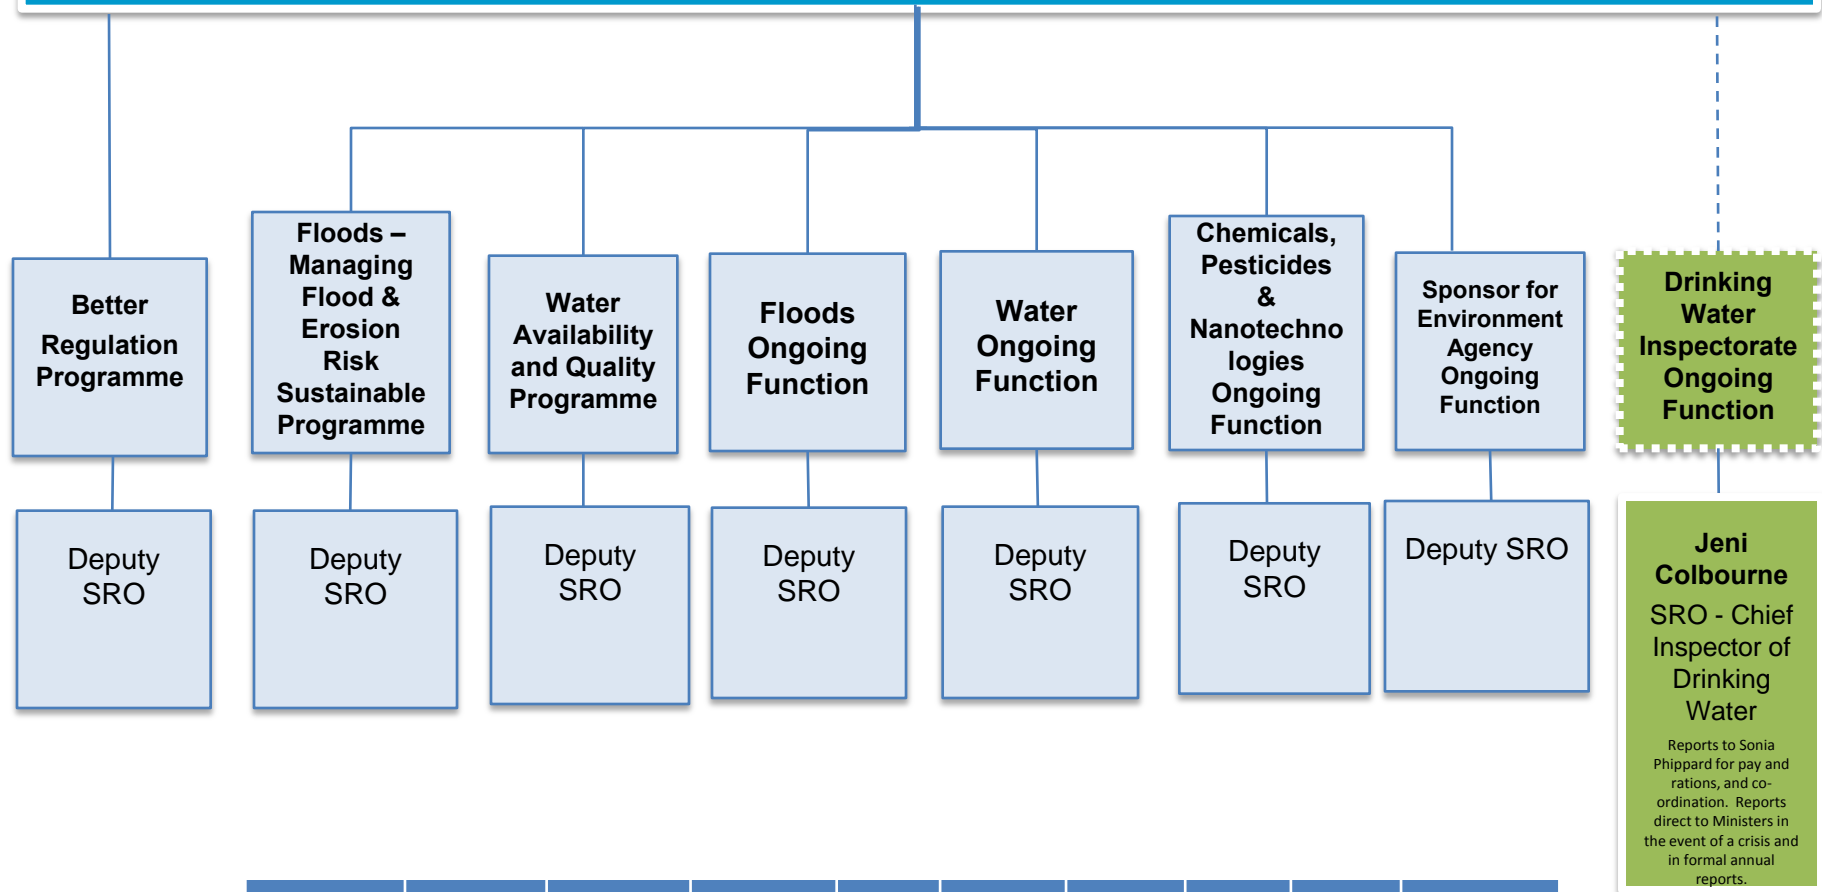 Better
Regulation
Programme
Floods –
Managing
Flood &
Erosion
Risk
Sustainable
Programme
Water
Availability
and Quality
Programme
Floods
Ongoing
Function
Water
Ongoing
Function
Chemicals,
Pesticides
&
Nanotechno
logies
Ongoing
Function
Sponsor for
Environment
Agency
Ongoing
Function
Drinking
Water
Inspectorate
Ongoing
Function
Deputy
SRO
Deputy
SRO
Deputy
SRO
Deputy
SRO
Deputy
SRO
Deputy
SRO
Deputy SRO
Jeni
Colbourne
SRO - Chief
Inspector of
Drinking
Water
Reports to Sonia
Phippard for pay and
rations, and co-
ordination. Reports
direct to Ministers in
the event of a crisis and
in formal annual
reports.